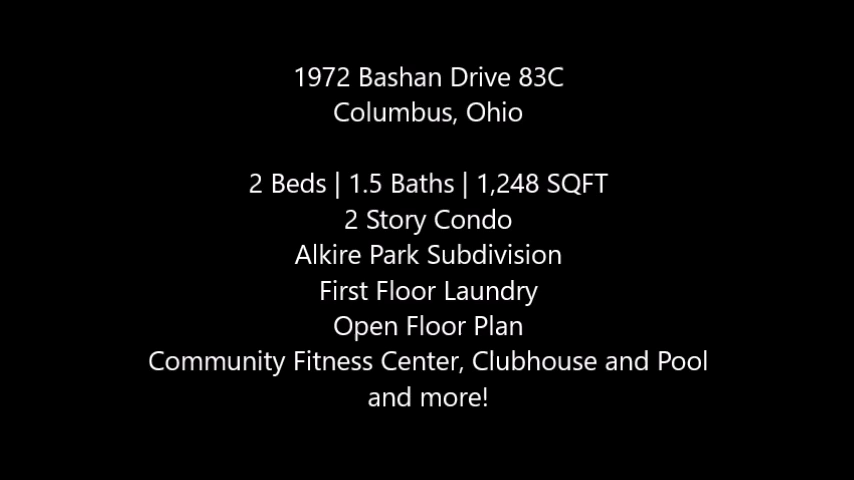 1972 Bashan Drive 83C
Columbus, Ohio
2 Beds | 1.5 Baths | 1,248 SQFT
2 Story Condo
Alkire Park Subdivision
First Floor Laundry
Open Floor Plan
Community Fitness Center, Clubhouse and Pool
and more!